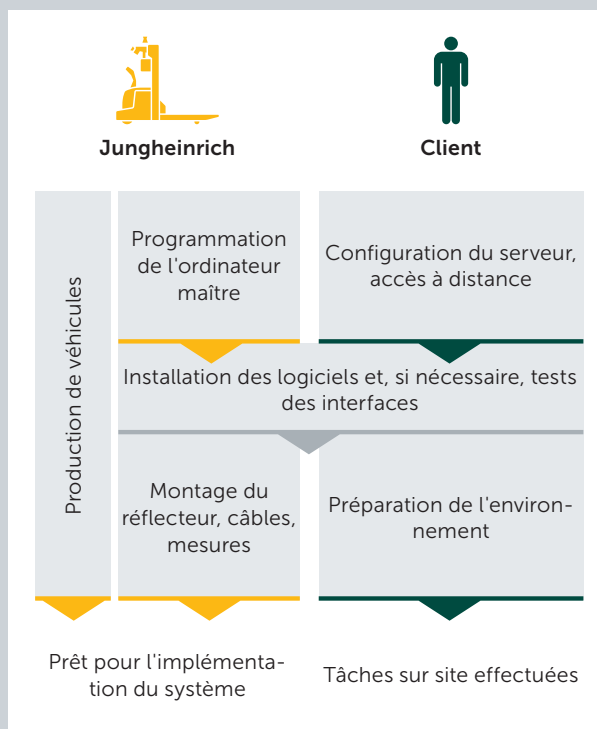 Jungheinrich
Client
Production de véhicules
Programmation
de l'ordinateur
maître
Configuration du serveur,
accès à distance
Installation des logiciels et, si nécessaire, tests
des interfaces
Montage du
réflecteur, câbles,
mesures
Préparation de l'environ-
nement
Prêt pour l'implémenta-
tion du système
Tâches sur site effectuées